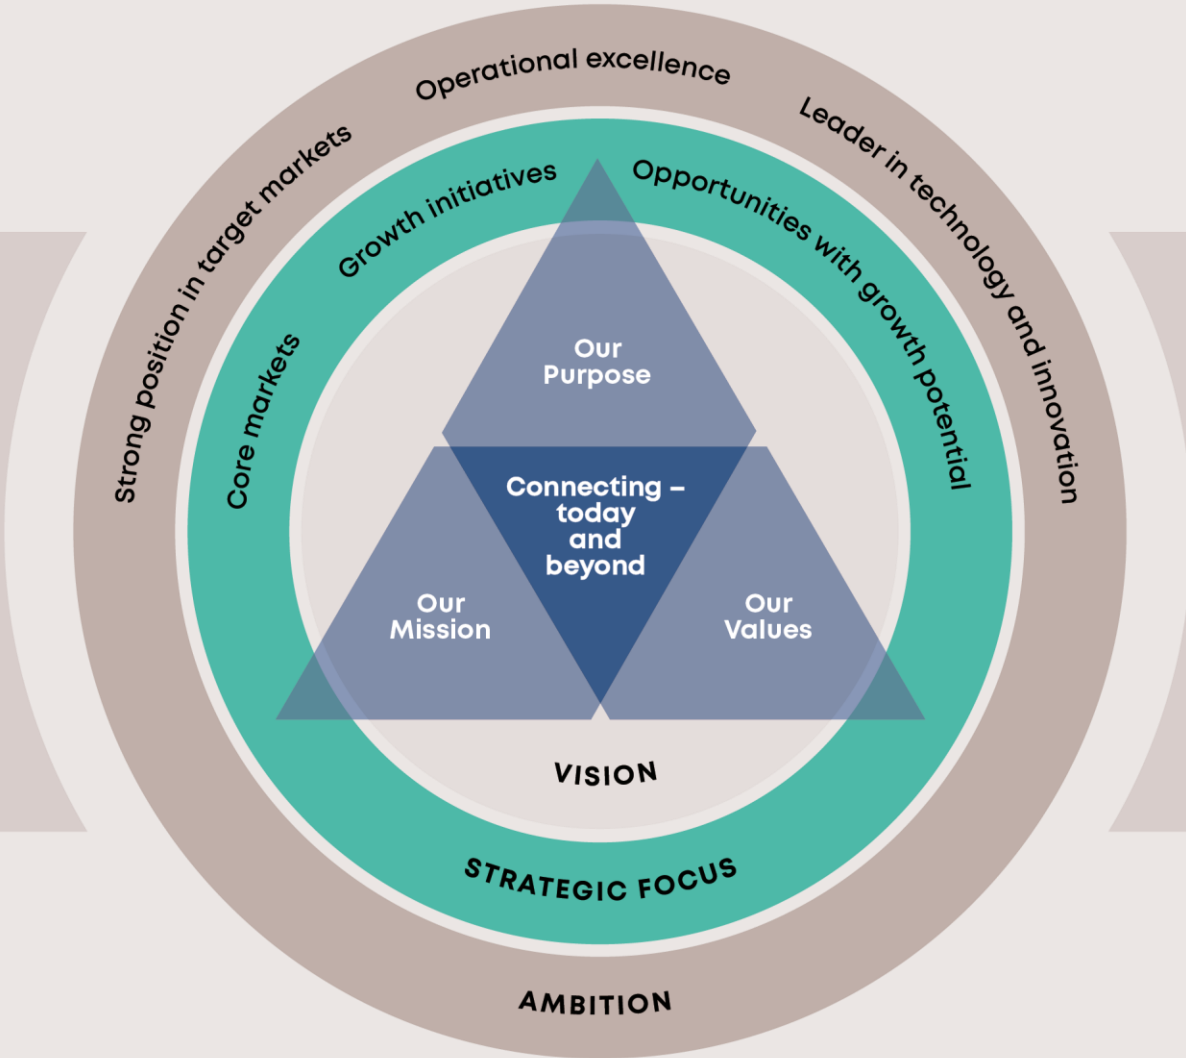 Operational excellence
Strong position in target markets
Leader in technology and innovation
Growth initiatives
Opportunities with growth potential
Core markets
Our
Purpose
Connecting –
today
and
beyond
Our
Mission
Our
Values
VISION
STRATEGIC FOCUS
AMBITION